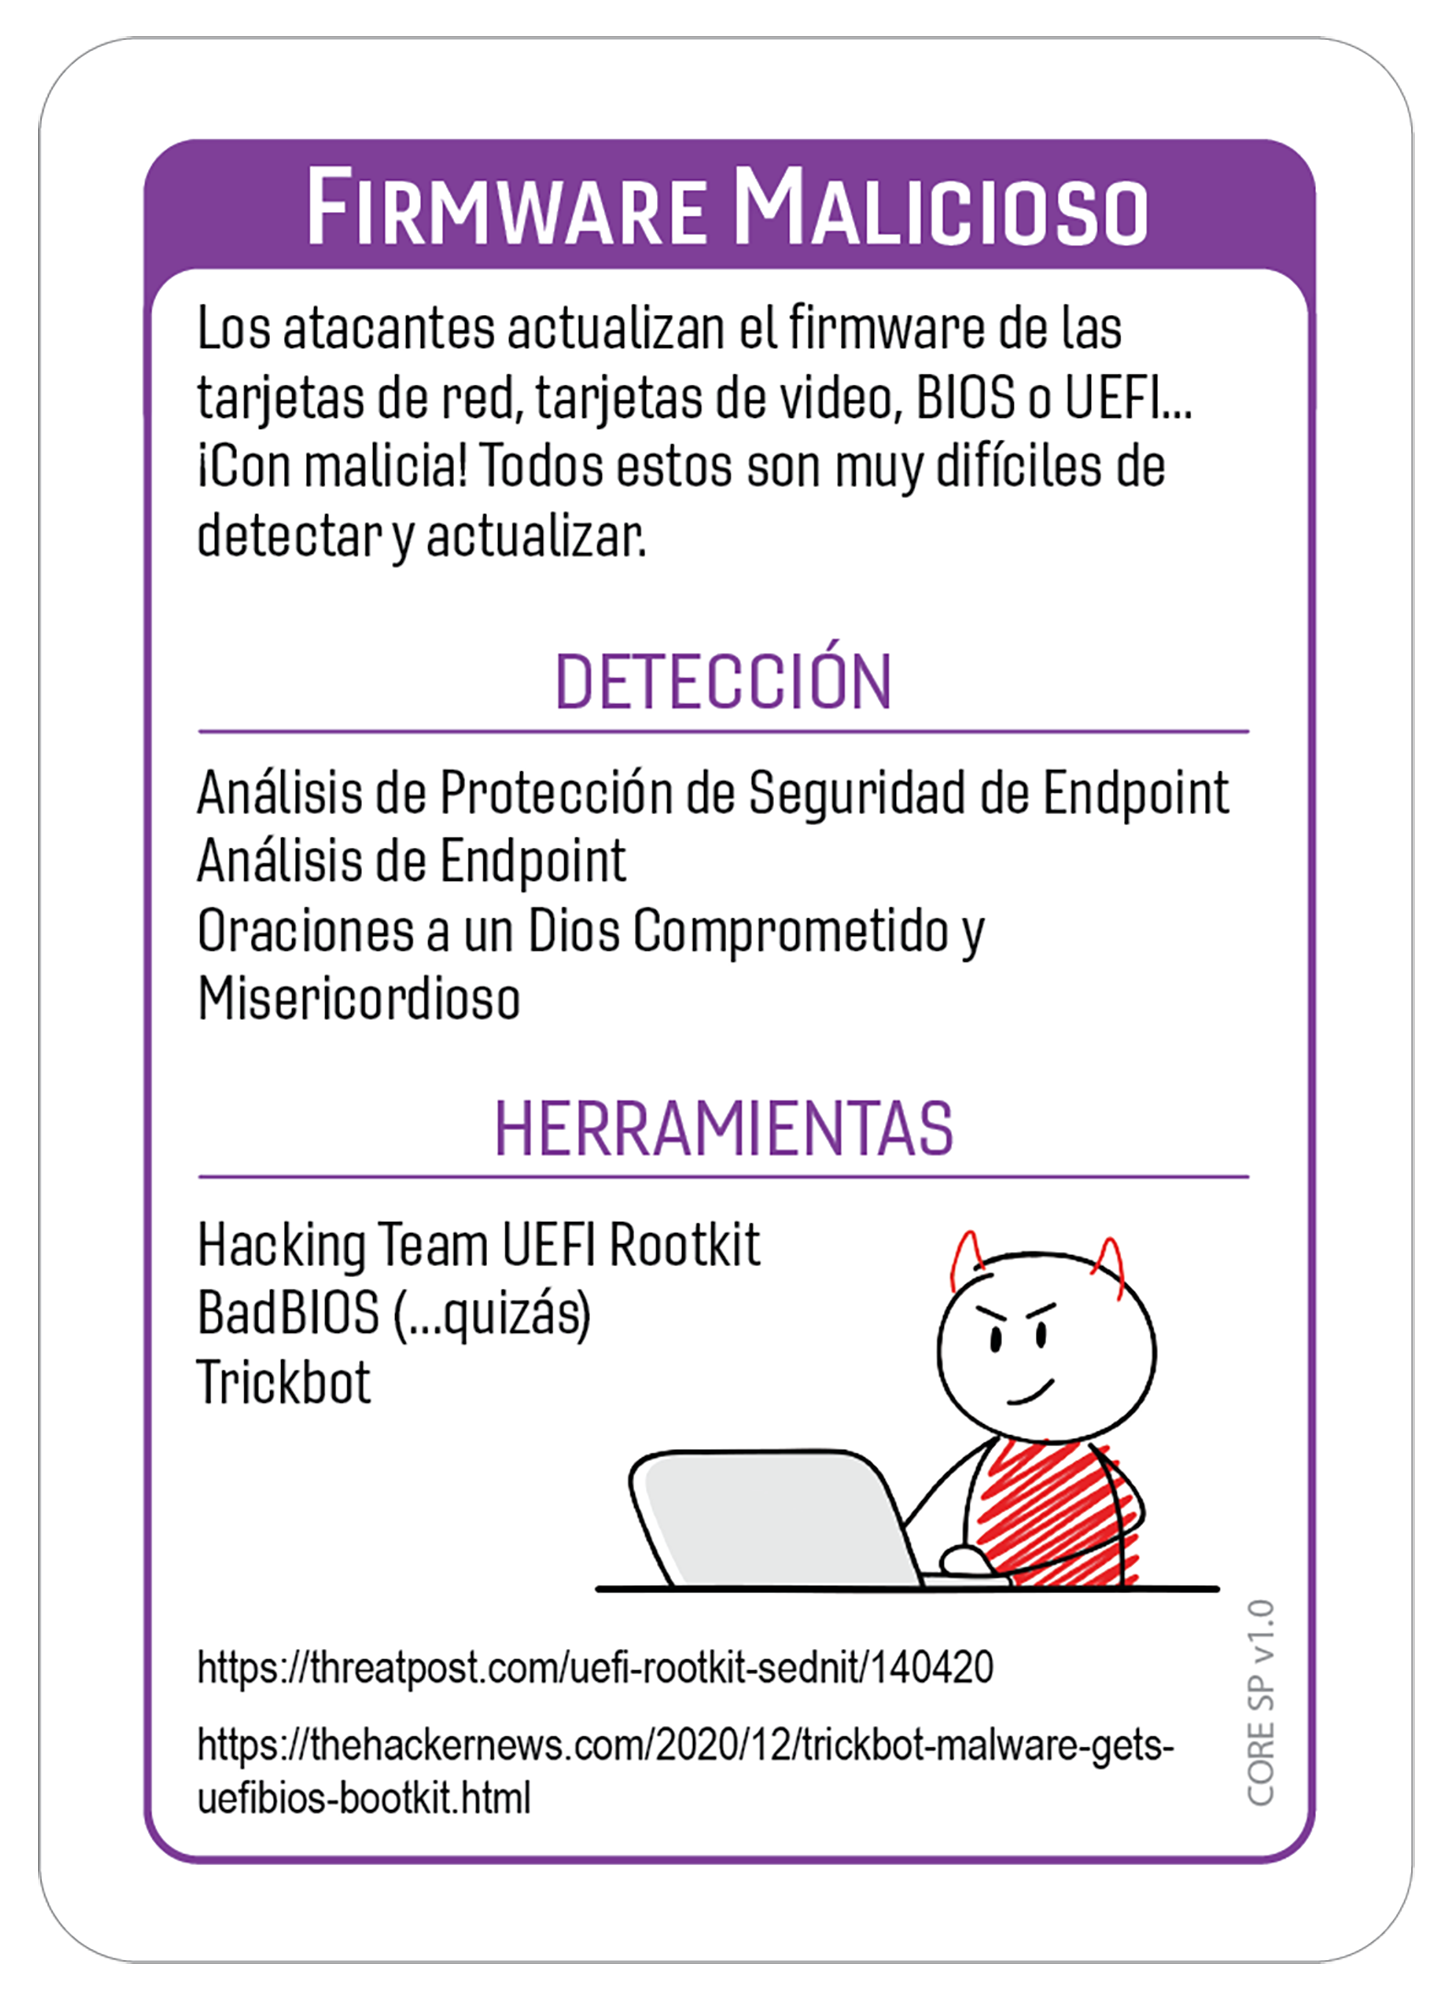 FIRMWARE MALICIOSO
Los atacantes actualizan el firmware de las
tarjetas de red, tarjetas de video, BIOS o UEFI...
¡Con malicia! Todos estos son muy difíciles de
detectar y actualizar.
DETECCIÓN
Análisis de Protección de Seguridad de Endpoint
Análisis de Endpoint
Oraciones a un Dios Comprometido y
Misericordioso
HERRAMIENTAS
Hacking Team UEFI Rootkit
BadBIOS (...quizás)
Trickbot
https://threatpost.com/uefi-rootkit-sednit/140420
https://thehackernews.com/2020/12/trickbot-malware-gets-
uefibios-bootkit.html
CORE SP v1.0